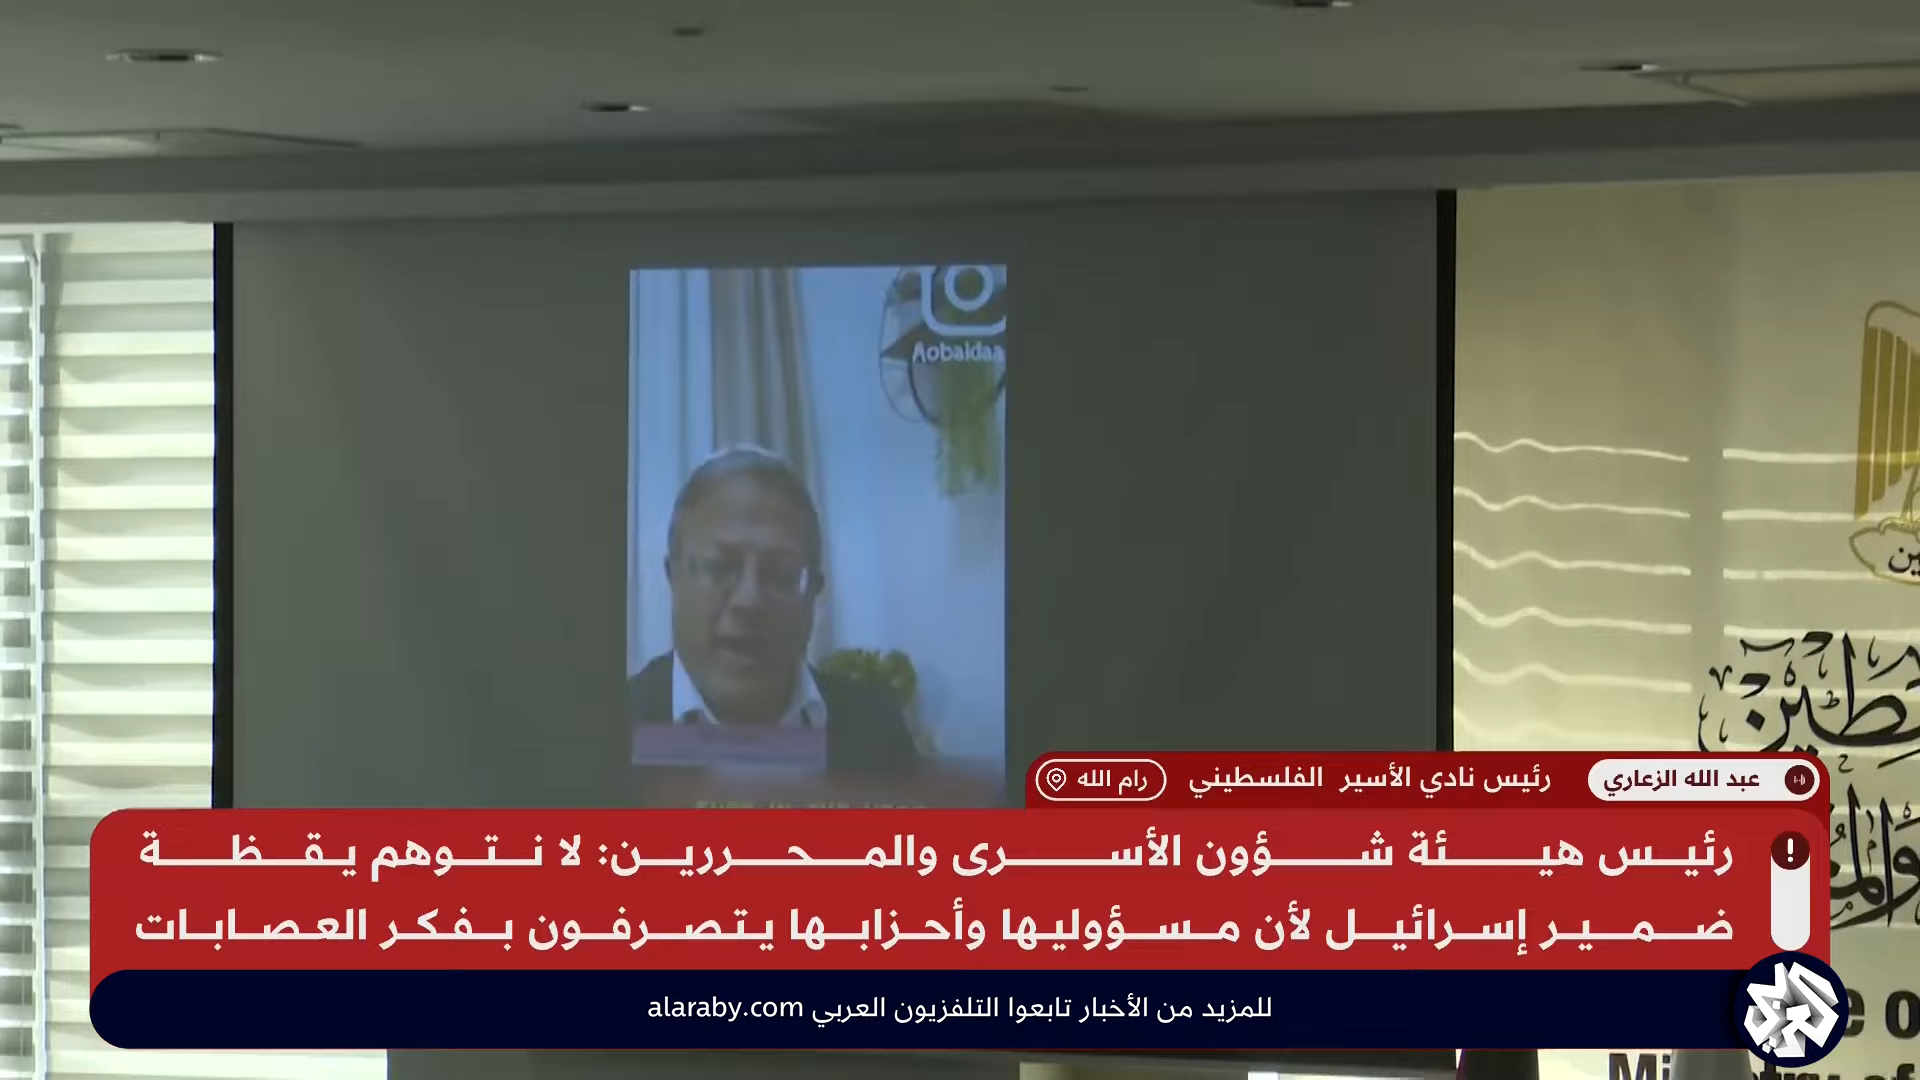 Aobaidaa
عبد الله الزعاري
رئيس نادي الأسير الفلسطيني
رام الله
رئيس هيئة شؤون الأسرى والمحررين: لا نتوهم يقظة
ضمير إسرائيل لأن مسؤوليها وأحزابها يتصرفون بفكر العصابات
للمزيد من الأخبار تابعوا التلفزيون العربي alaraby.com
العربي